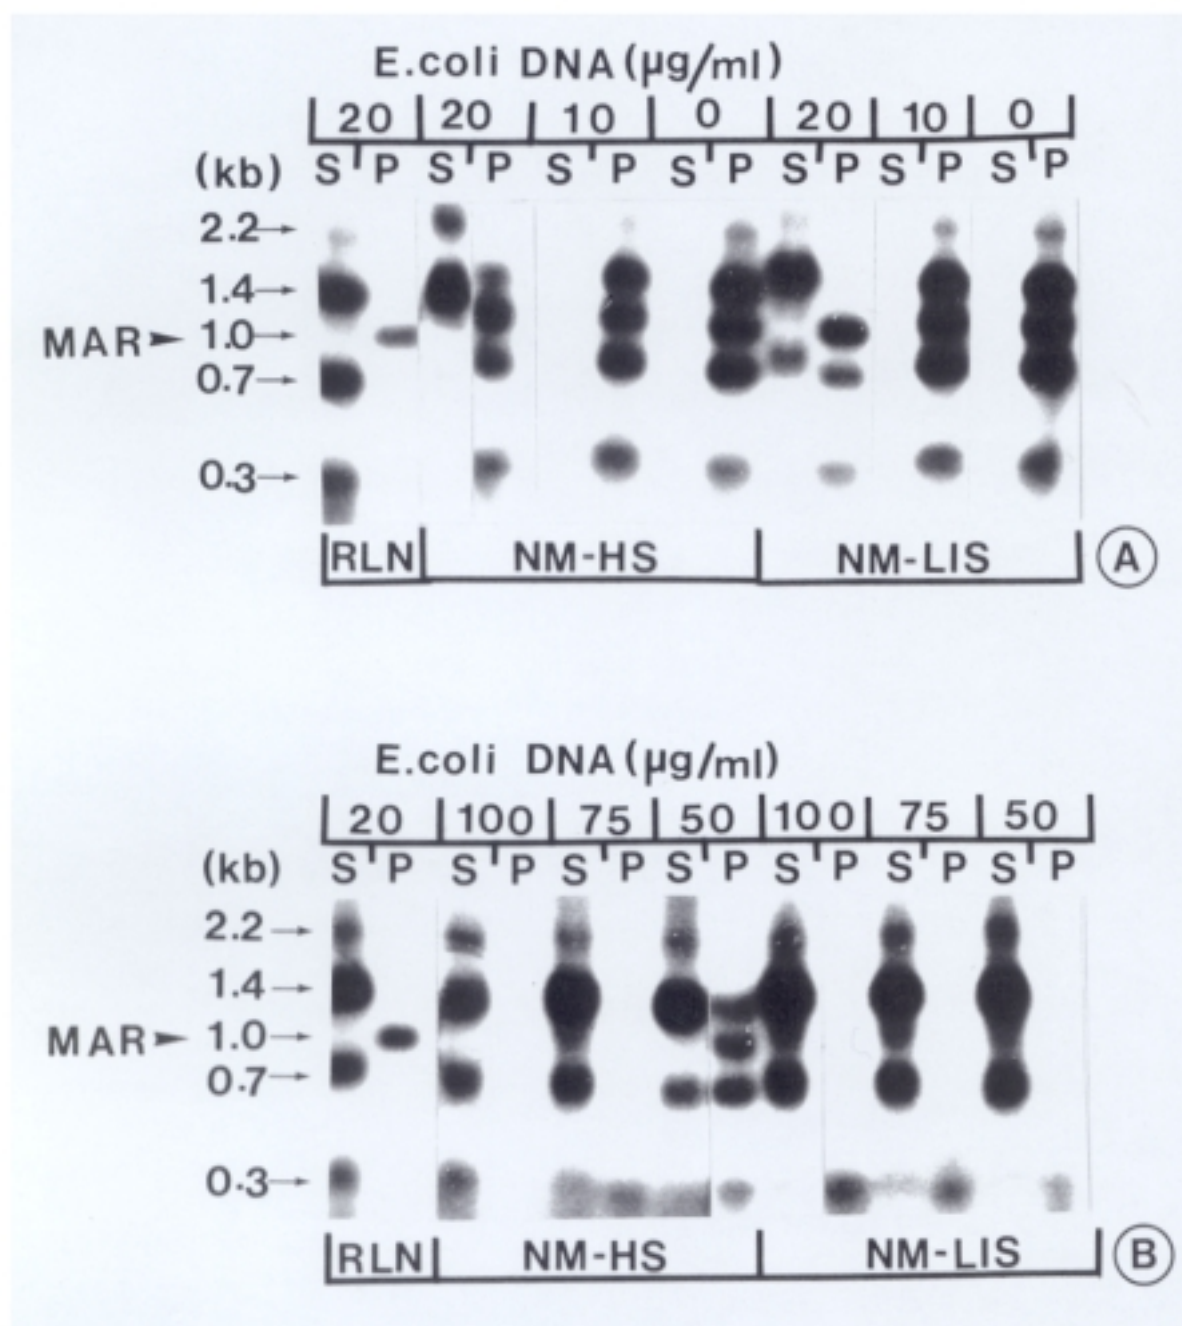 E.coli DNA (µg/ml)
20 20 10 0 20 10 0
(kb) S P S P S P S P S P S P S P
2.2
1.4
MAR 1.0
0.7
0.3
RLN NM-HS NM-LIS A
E.coli DNA (µg/ml)
20 100 75 50 100 75 50
(kb) S P S P S P S P S P S P S P
2.2
1.4
MAR 1.0
0.7
0.3
RLN NM-HS NM-LIS B